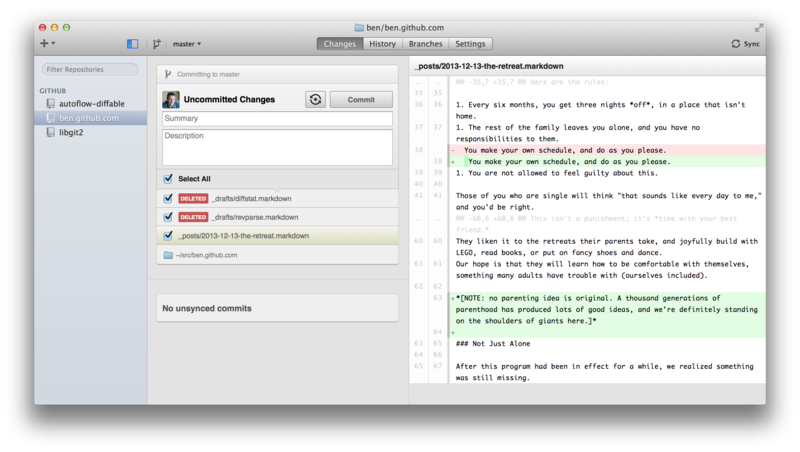 ben/ben.github.com
master
Changes
History
Branches
Settings
Sync
Filter Repositories
GITHUB
autoflow-diffable
ben.github.com
libgit2
Committing to master
Uncommitted Changes
Commit
Summary
Description
Select All
DELETED _drafts/diffstat.markdown
DELETED _drafts/revparse.markdown
_posts/2013-12-13-the-retreat.markdown
~/src/ben.github.com
No unsynced commits
_posts/2013-12-13-the-retreat.markdown
... ... @@ -35,7 +35,7 @@ Here are the rules:
35 35
36 36 1. Every six months, you get three nights *off*, in a place that isn't
home.
37 37 1. The rest of the family leaves you alone, and you have no
responsibilities to them.
38 - You make your own schedule, and do as you please.
38 + You make your own schedule, and do as you please.
39 39 1. You are not allowed to feel guilty about this.
40 40
41 41 Those of you who are single will think "that sounds like every day to me,"
and you'd be right.
... ... @@ -60,6 +60,8 @@ This isn't a punishment; it's *time with your best
friend.*
60 60 They liken it to the retreats their parents take, and joyfully build with
LEGO, read books, or put on fancy shoes and dance.
61 61 Our hope is that they will learn how to be comfortable with themselves,
something many adults have trouble with (ourselves included).
62 62
63 +*[NOTE: no parenting idea is original. A thousand generations of
parenthood has produced lots of good ideas, and we're definitely standing
on the shoulders of giants here.]*
64 +
63 65 ### Not Just Alone
64 66
65 67 After this program had been in effect for a while, we realized something
was still missing.